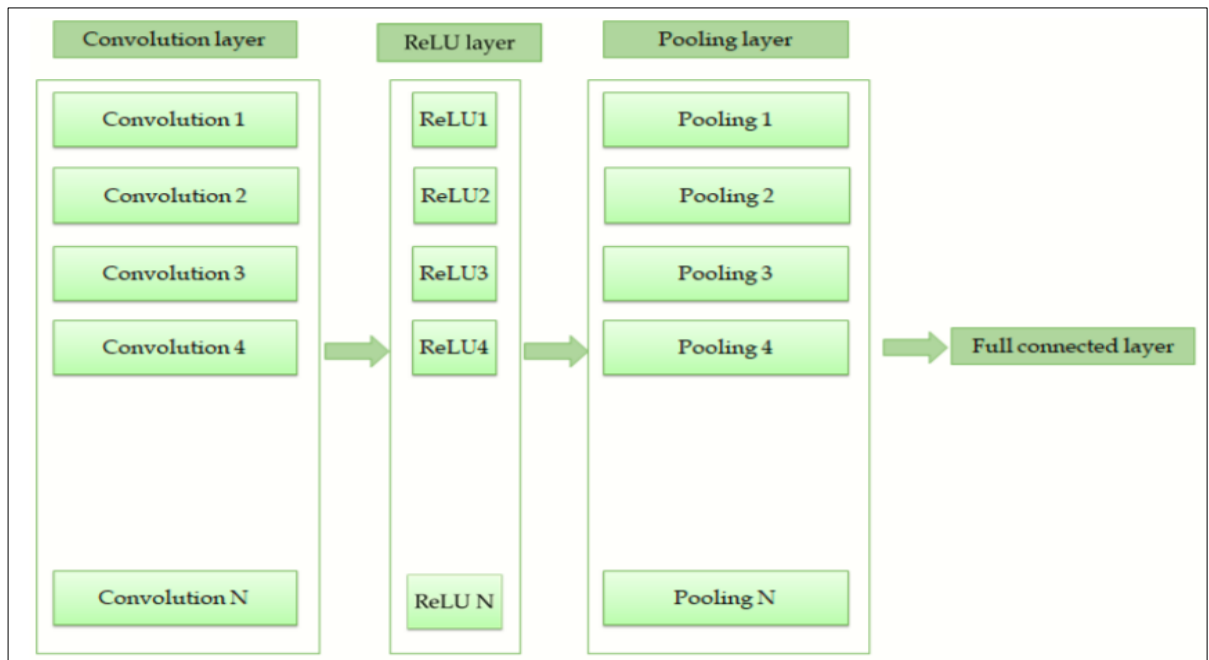 Convolution layer
ReLU layer
Pooling layer
Convolution 1
ReLU1
Pooling 1
Convolution 2
ReLU2
Pooling 2
Convolution 3
ReLU3
Pooling 3
Convolution 4
ReLU4
Pooling 4
Full connected layer
Convolution N
ReLU N
Pooling N